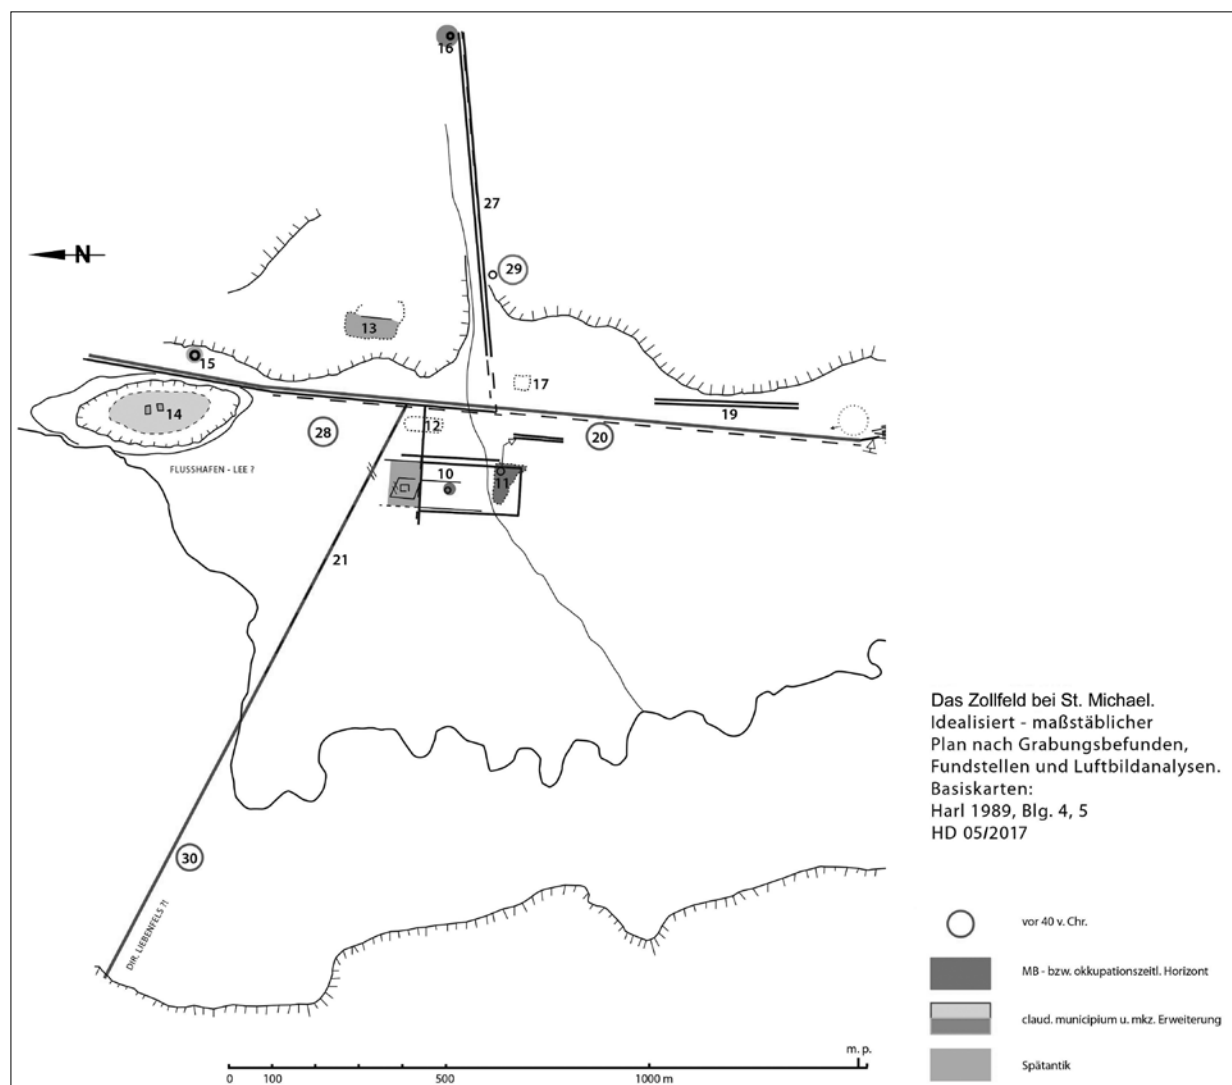 16
27
N
29
13
15
17
14
19
12
28
20
FLUSSHAFEN - LEE ?
10
11
21
30
DIR. LIEBENFELS ?!
Das Zollfeld bei St. Michael.
Idealisiert - maßstäblicher
Plan nach Grabungsbefunden,
Fundstellen und Luftbildanalysen.
Basiskarten:
Harl 1989, Blg. 4, 5
HD 05/2017
vor 40 v. Chr.
MB - bzw. okkupationszeitl. Horizont
claud. municipium u. mkz. Erweiterung
Spätantik
m. p.
0 100 500 1000 m